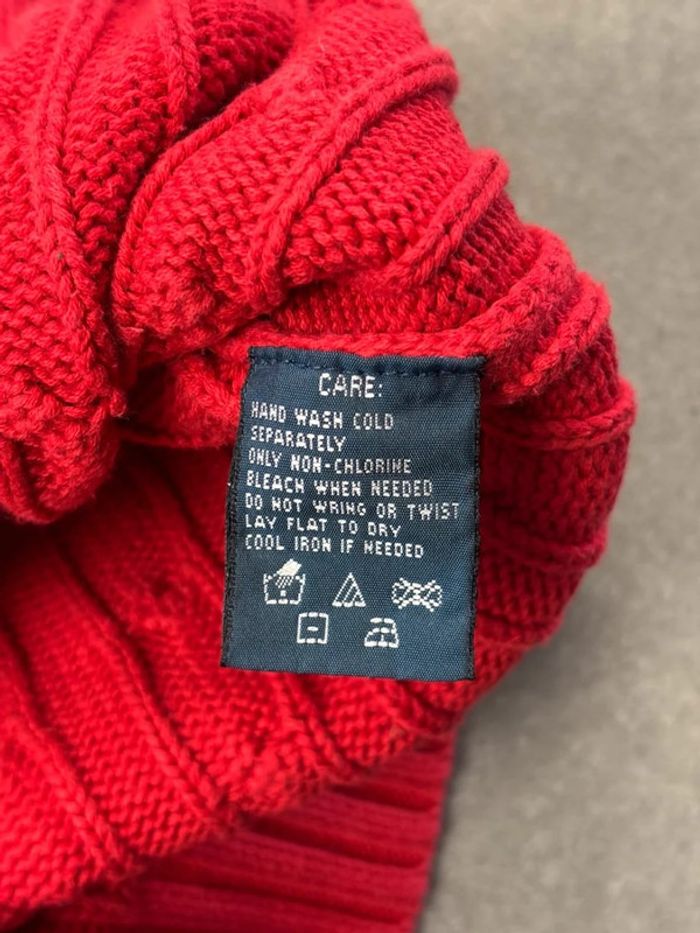 CARE:
HAND WASH COLD
SEPARATELY
ONLY NON-CHLORINE
BLEACH WHEN NEEDED
DO NOT WRING OR TWIST
LAY FLAT TO DRY
COOL IRON IF NEEDED